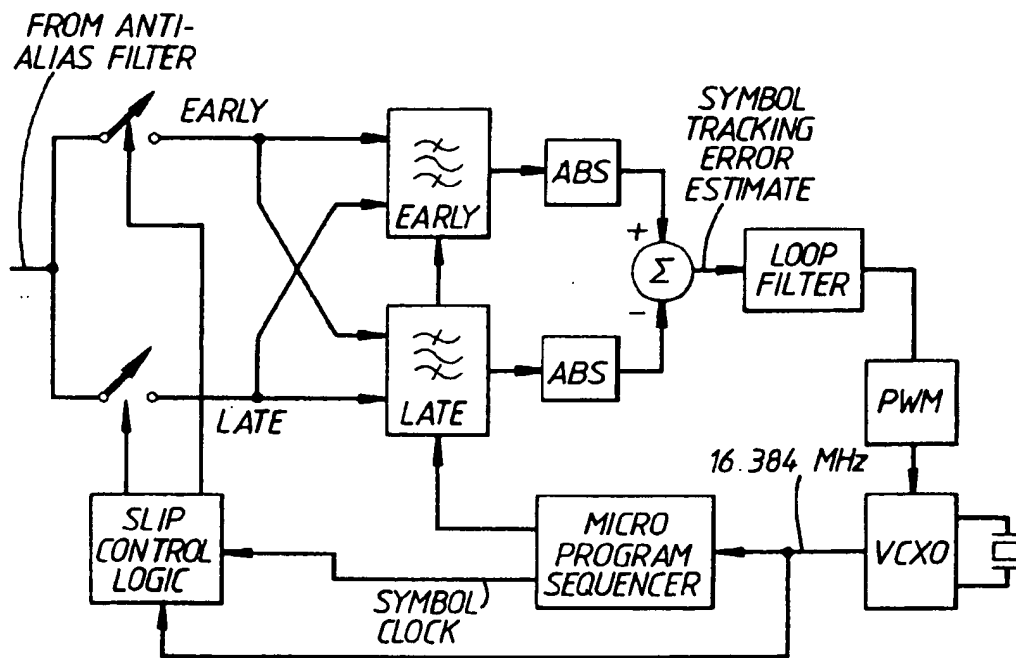 FROM ANTI-
ALIAS FILTER
EARLY
LATE
EARLY
LATE
ABS
ABS
+
Σ
-
SYMBOL
TRACKING
ERROR
ESTIMATE
LOOP
FILTER
PWM
16.384 MHz
VCXO
MICRO
PROGRAM
SEQUENCER
SLIP
CONTROL
LOGIC
SYMBOL
CLOCK